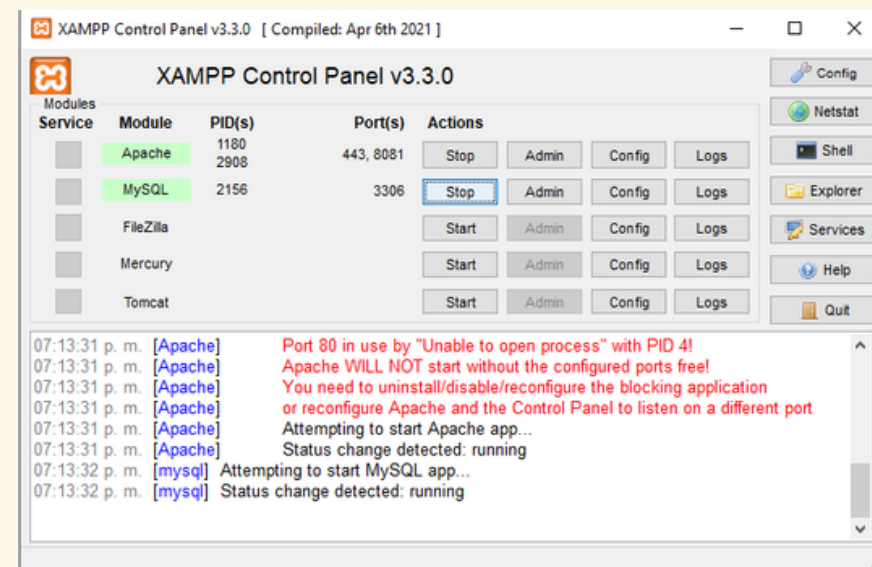 XAMPP Control Panel v3.3.0 [ Compiled: Apr 6th 2021 ]
XAMPP Control Panel v3.3.0
Config
Modules
Service Module PID(s) Port(s) Actions
Netstat
Apache 1180 2908 443, 8081 Stop Admin Config Logs
Shell
MySQL 2156 3306 Stop Admin Config Logs
Explorer
FileZilla Start Admin Config Logs
Services
Mercury Start Admin Config Logs
Help
Tomcat Start Admin Config Logs
Quit
07:13:31 p. m. [Apache] Port 80 in use by "Unable to open process" with PID 4!
07:13:31 p. m. [Apache] Apache WILL NOT start without the configured ports free!
07:13:31 p. m. [Apache] You need to uninstall/disable/reconfigure the blocking application
07:13:31 p. m. [Apache] or reconfigure Apache and the Control Panel to listen on a different port
07:13:31 p. m. [Apache] Attempting to start Apache app...
07:13:31 p. m. [Apache] Status change detected: running
07:13:32 p. m. [mysql] Attempting to start MySQL app...
07:13:32 p. m. [mysql] Status change detected: running